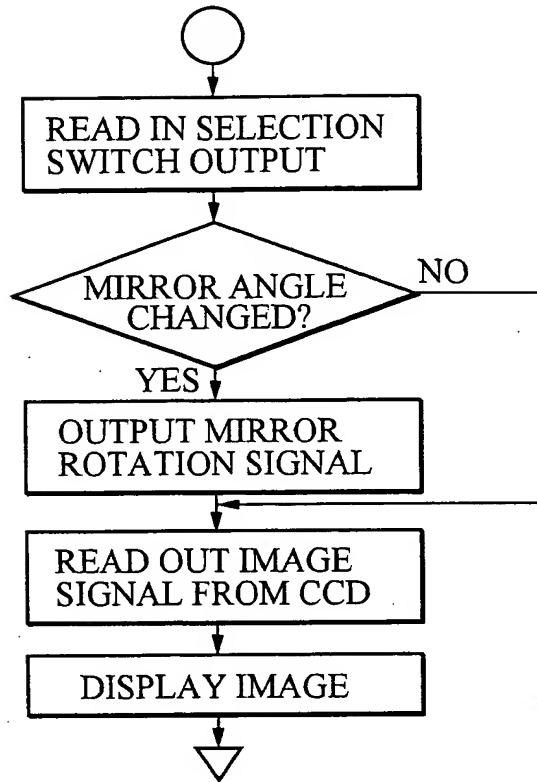 READ IN SELECTION
SWITCH OUTPUT
MIRROR ANGLE
CHANGED?
NO
YES
OUTPUT MIRROR
ROTATION SIGNAL
READ OUT IMAGE
SIGNAL FROM CCD
DISPLAY IMAGE